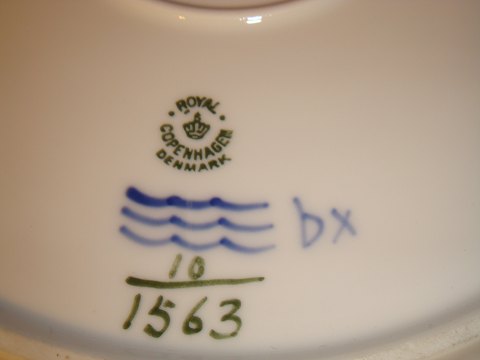 ROYAL
COPENHAGEN
DENMARK
bx
10
1563